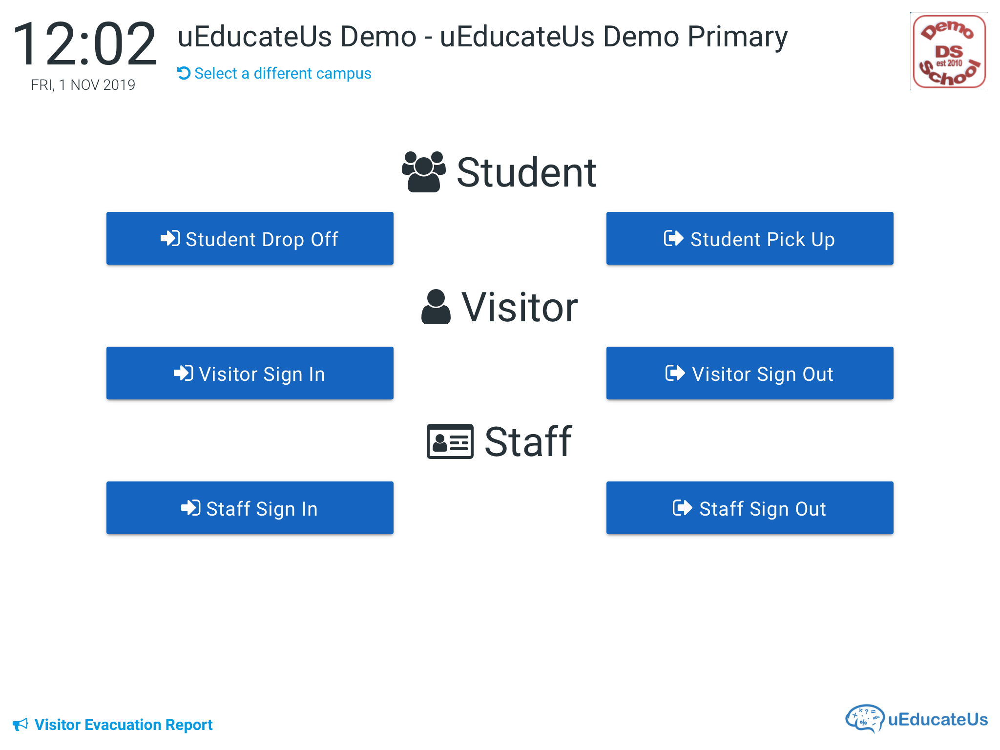 12:02
FRI, 1 NOV 2019
uEducateUs Demo - uEducateUs Demo Primary
Select a different campus
Demo
DS
est 2010
School
Student
Student Drop Off
Student Pick Up
Visitor
Visitor Sign In
Visitor Sign Out
Staff
Staff Sign In
Staff Sign Out
Visitor Evacuation Report
% ? =
x abc
%
uEducateUs